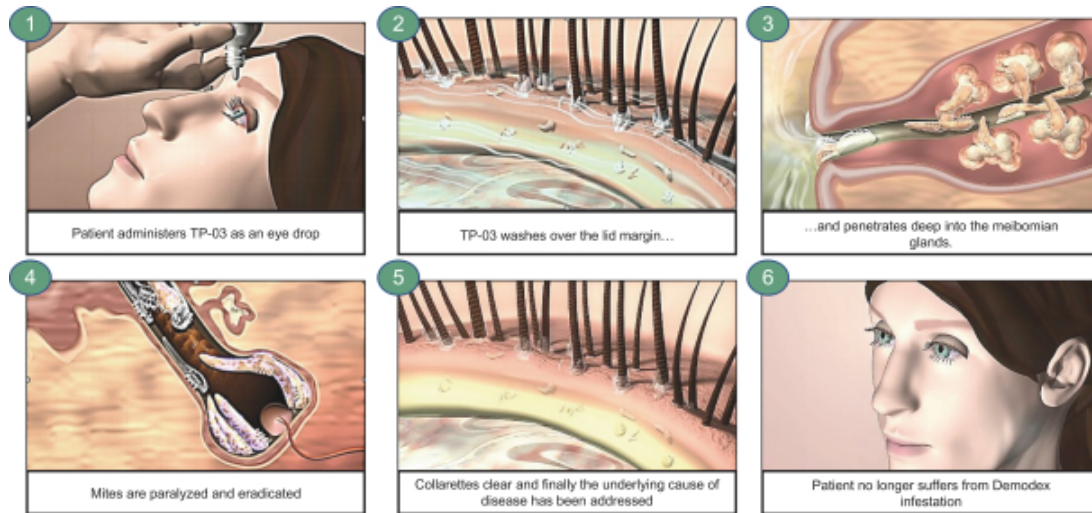 1
Patient administers TP-03 as an eye drop
2
TP-03 washes over the lid margin…
3
…and penetrates deep into the meibomian
glands.
4
Mites are paralyzed and eradicated
5
Collarettes clear and finally the underlying cause of
disease has been addressed
6
Patient no longer suffers from Demodex
infestation